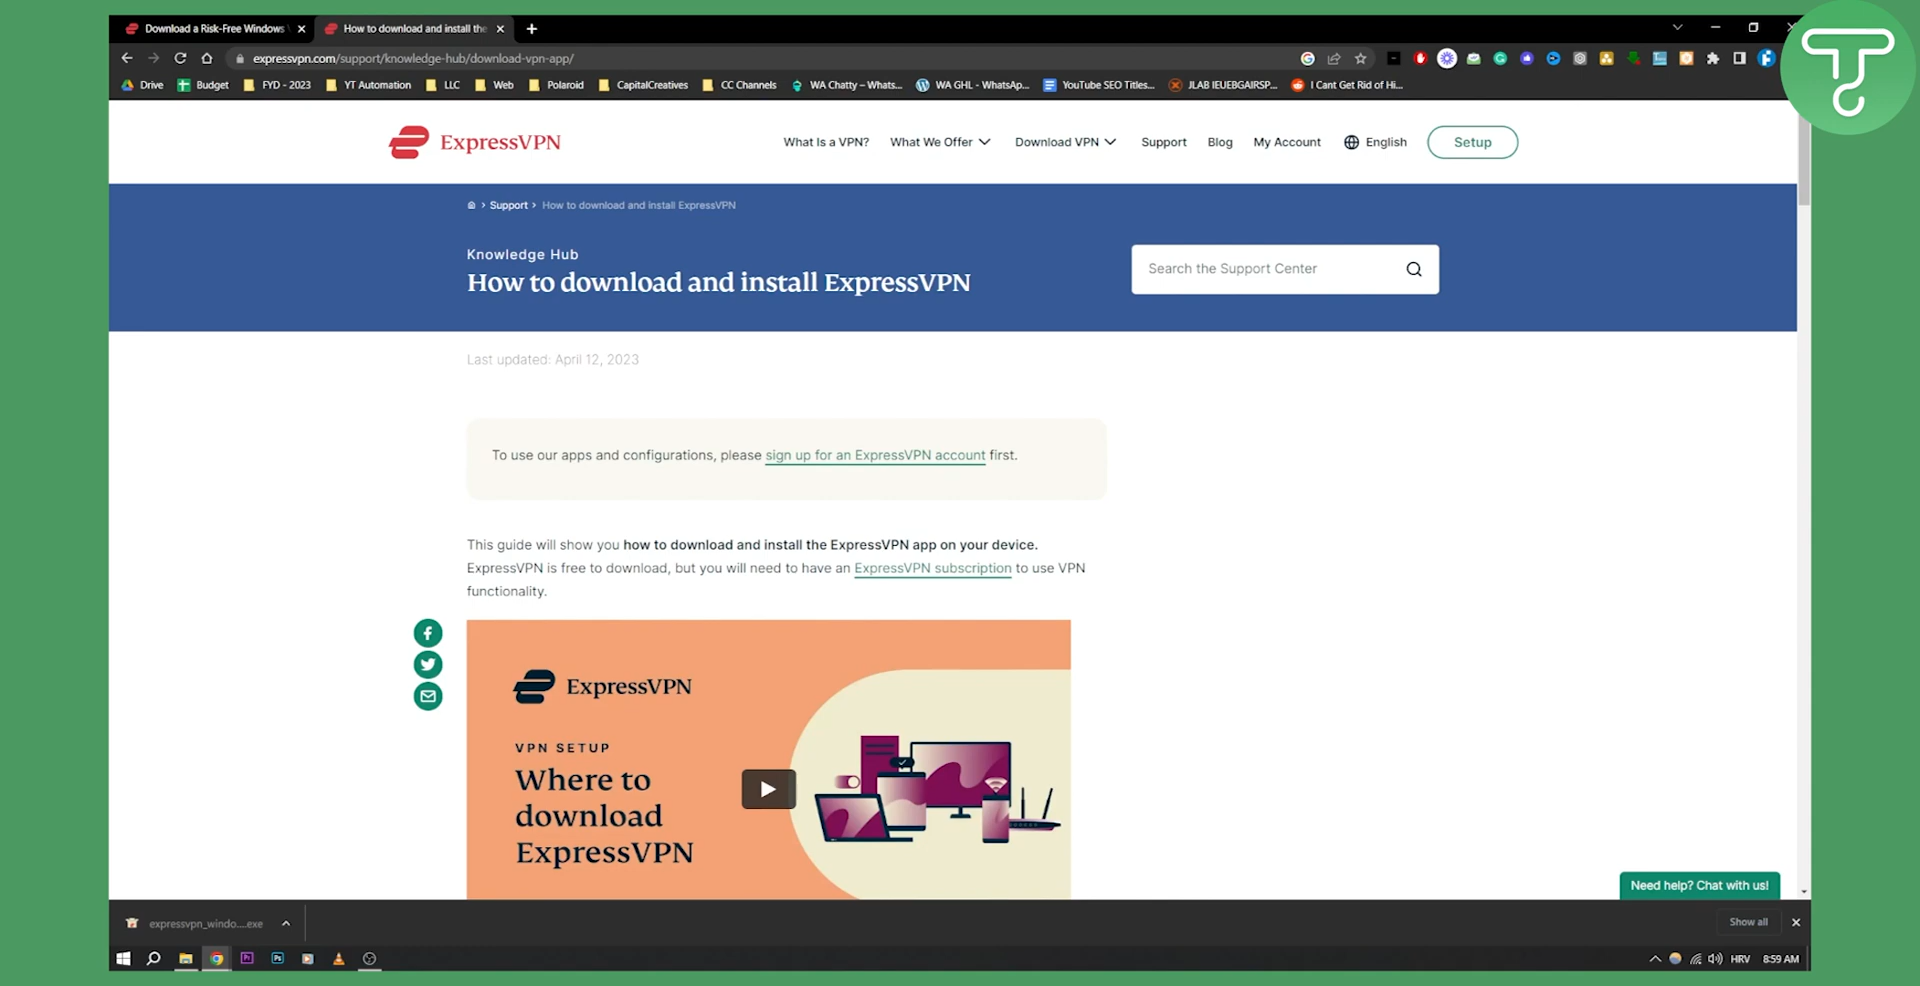 Download a Risk-Free Windows
How to download and install the
expressvpn.com/support/knowledge-hub/download-vpn-app/
Drive
Budget
FYD - 2023
YT Automation
LLC
Web
Polaroid
CapitalCreatives
CC Channels
WA Chatty – Whats...
WA GHL - WhatsAp...
YouTube SEO Titles...
JLAB IEUEBGAIRSP...
I Cant Get Rid of Hi...
ExpressVPN
What Is a VPN?
What We Offer
Download VPN
Support
Blog
My Account
English
Setup
Support > How to download and install ExpressVPN
Knowledge Hub
How to download and install ExpressVPN
Search the Support Center
Last updated: April 12, 2023
To use our apps and configurations, please sign up for an ExpressVPN account first.
This guide will show you how to download and install the ExpressVPN app on your device.
ExpressVPN is free to download, but you will need to have an ExpressVPN subscription to use VPN
functionality.
ExpressVPN
VPN SETUP
Where to
download
ExpressVPN
Need help? Chat with us!
expressvpn_windo....exe
Show all
Pr
Ps
HRV
8:59 AM